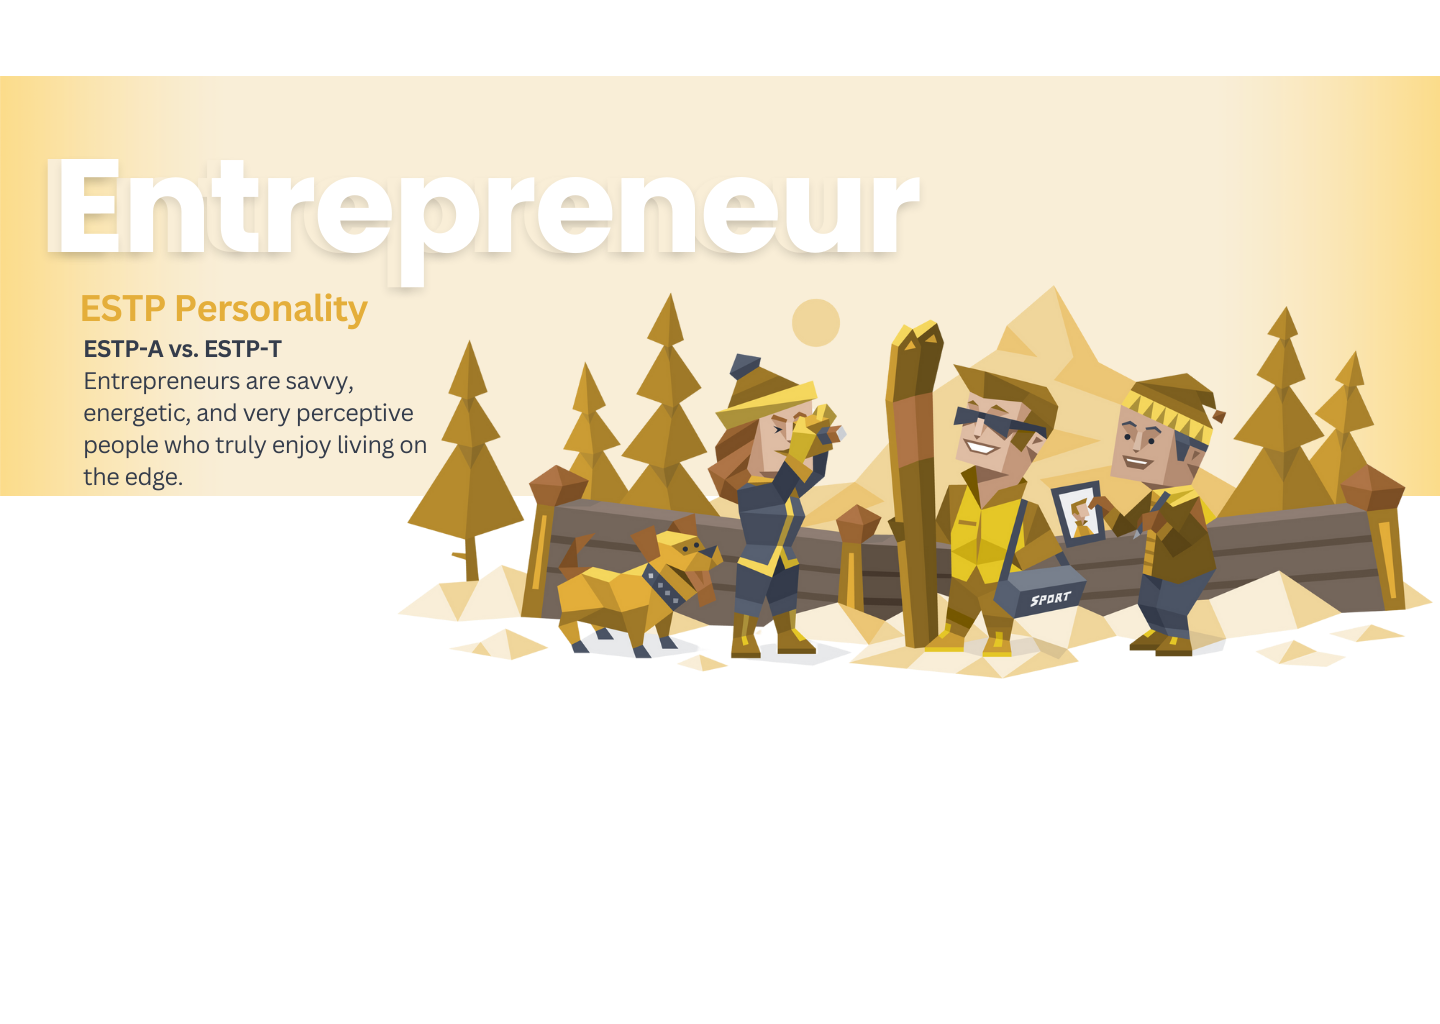 Entrepreneur
ESTP Personality
ESTP-A vs. ESTP-T
Entrepreneurs are savvy,
energetic, and very perceptive
people who truly enjoy living on
the edge.
SPORT